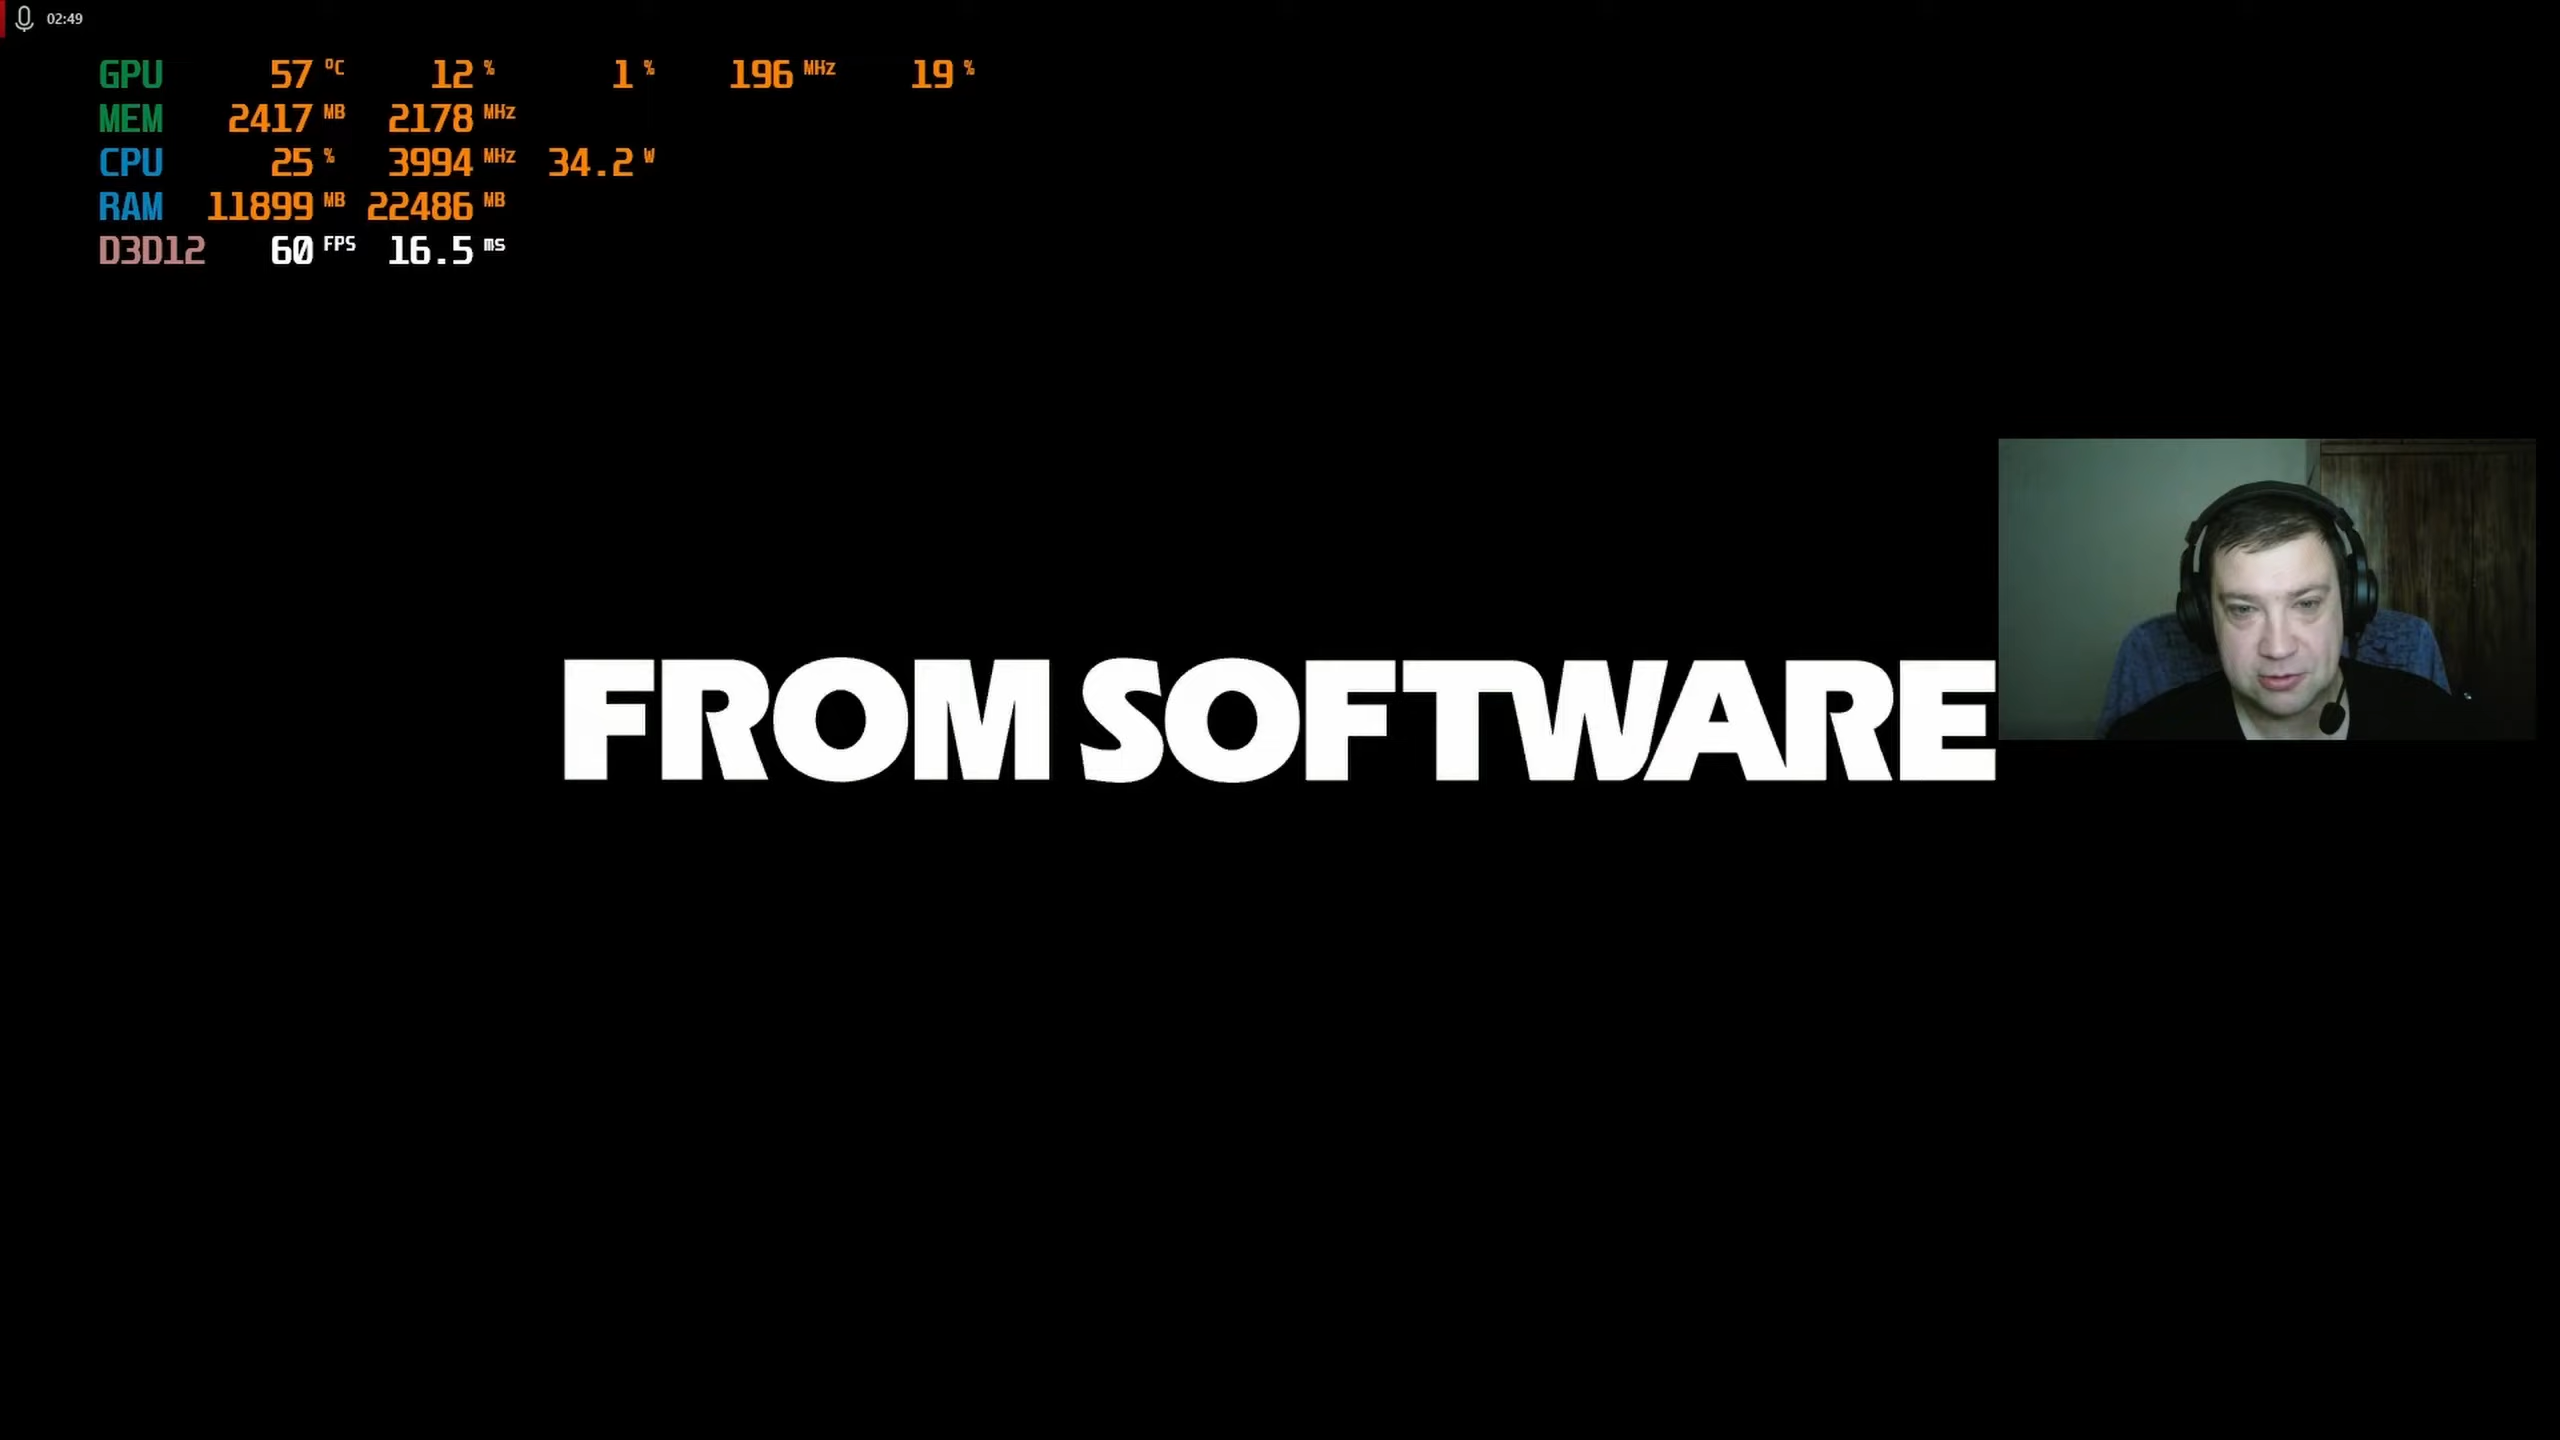 02:49
GPU 57 °C 12 % 1 % 196 MHz 19 %
MEM 2417 MB 2178 MHz
CPU 25 % 3994 MHz 34.2 W
RAM 11899 MB 22486 MB
D3D12 60 FPS 16.5 ms
FROM SOFTWARE